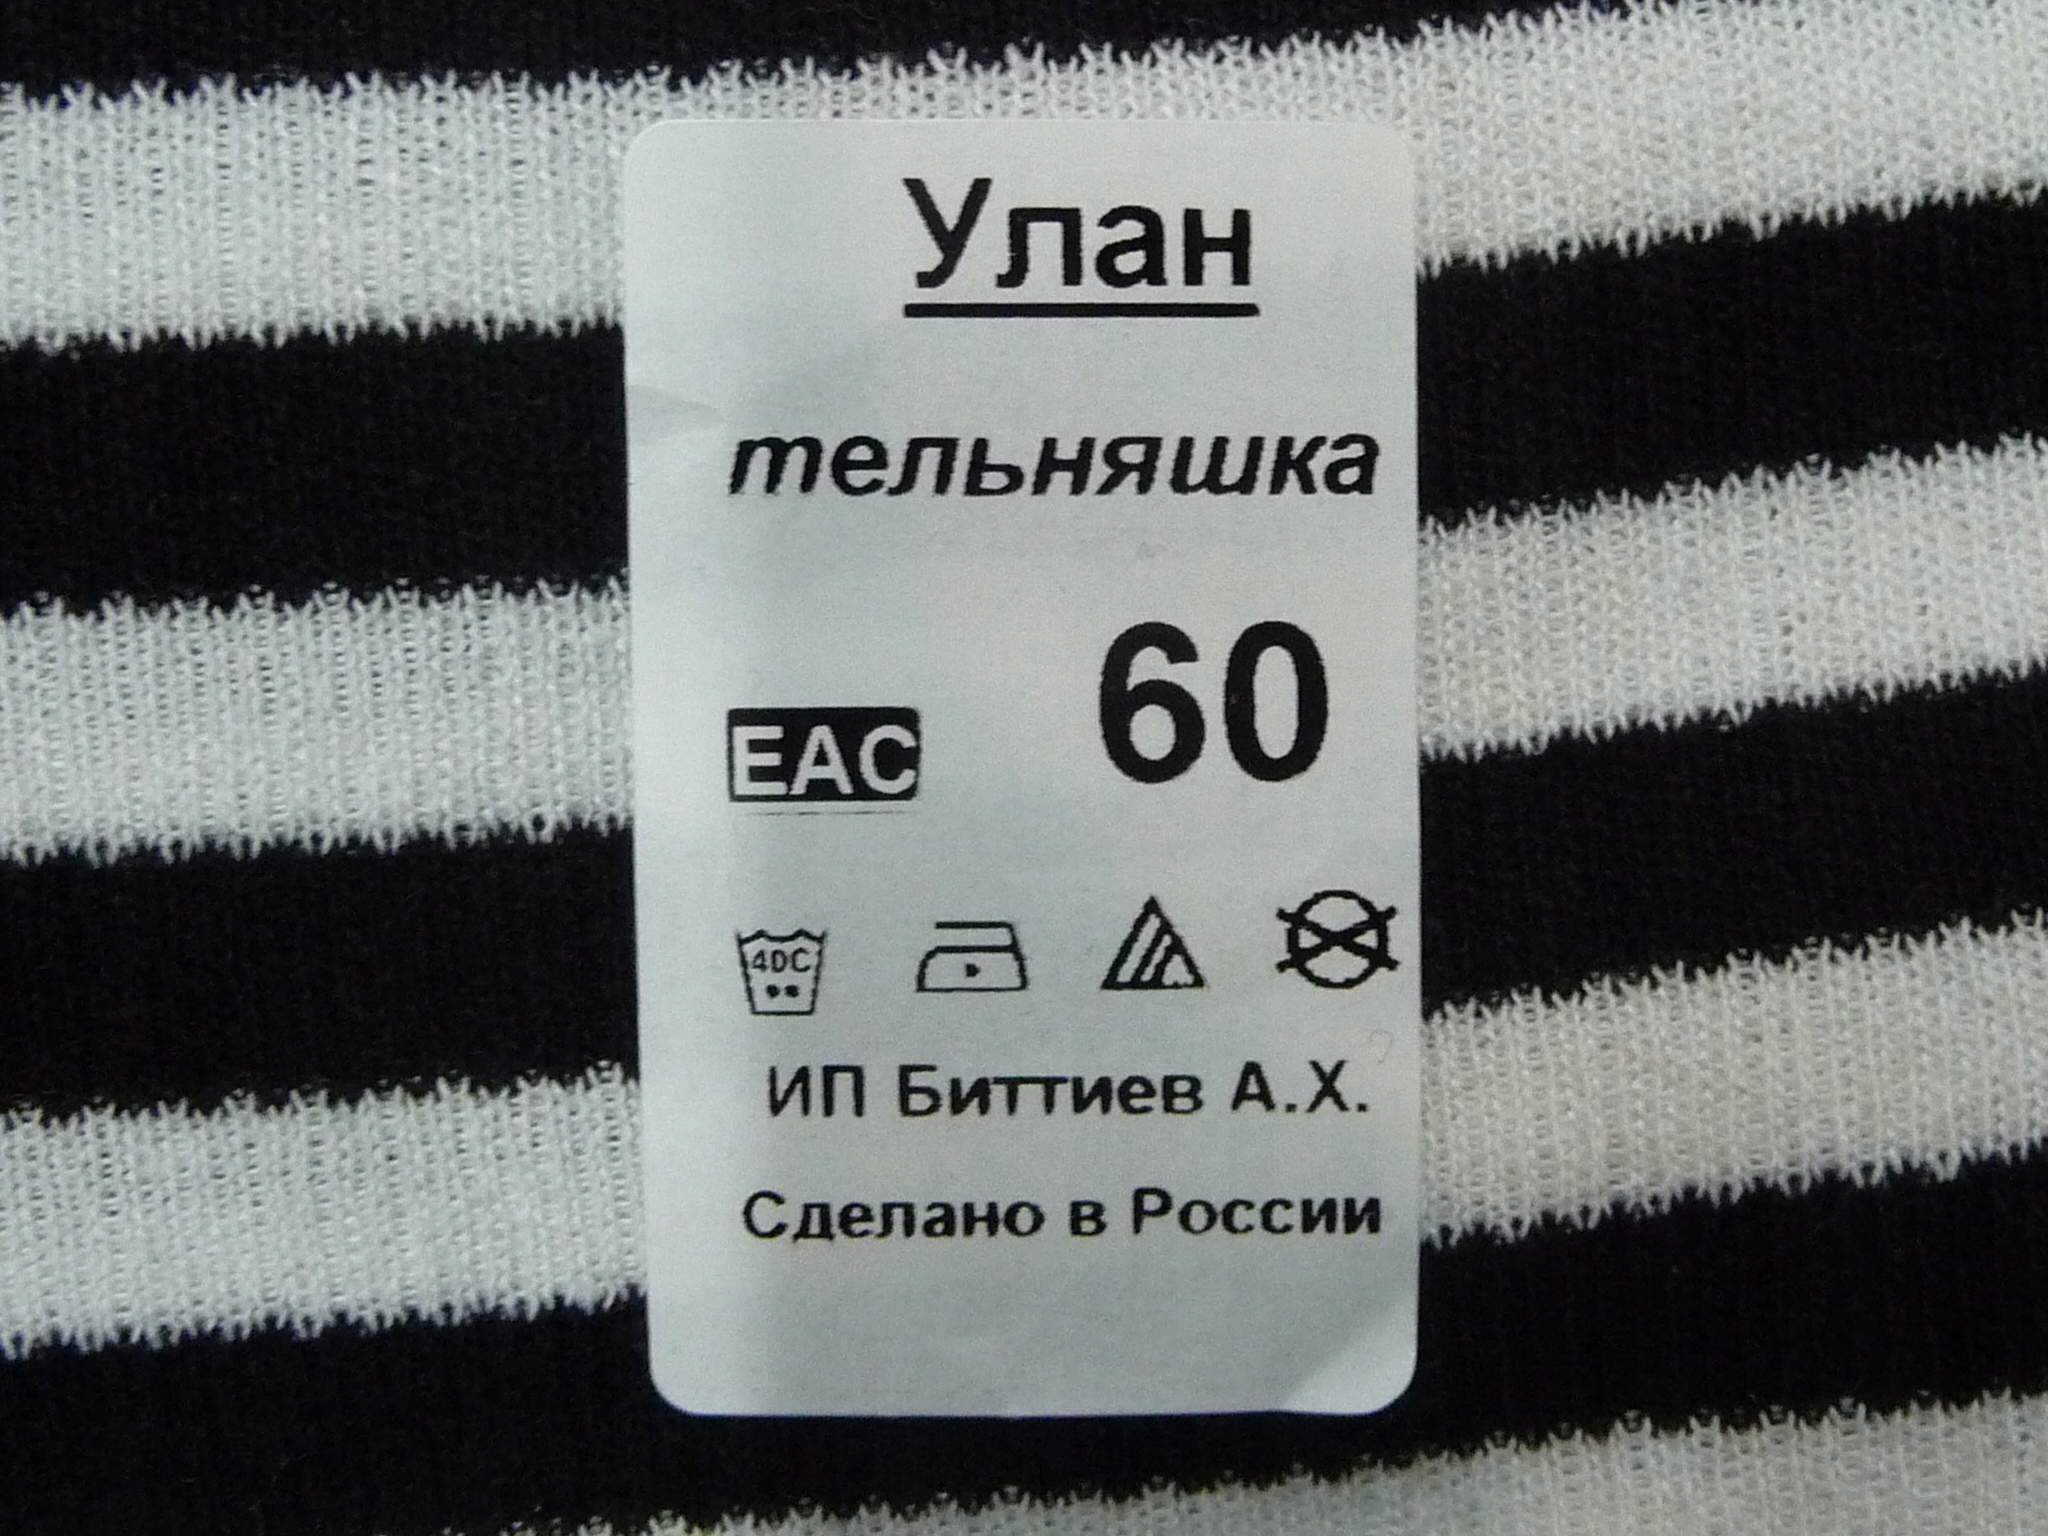 Улан
тельняшка
60
EAC
40C
ИП Биттиев А.Х.
Сделано в России